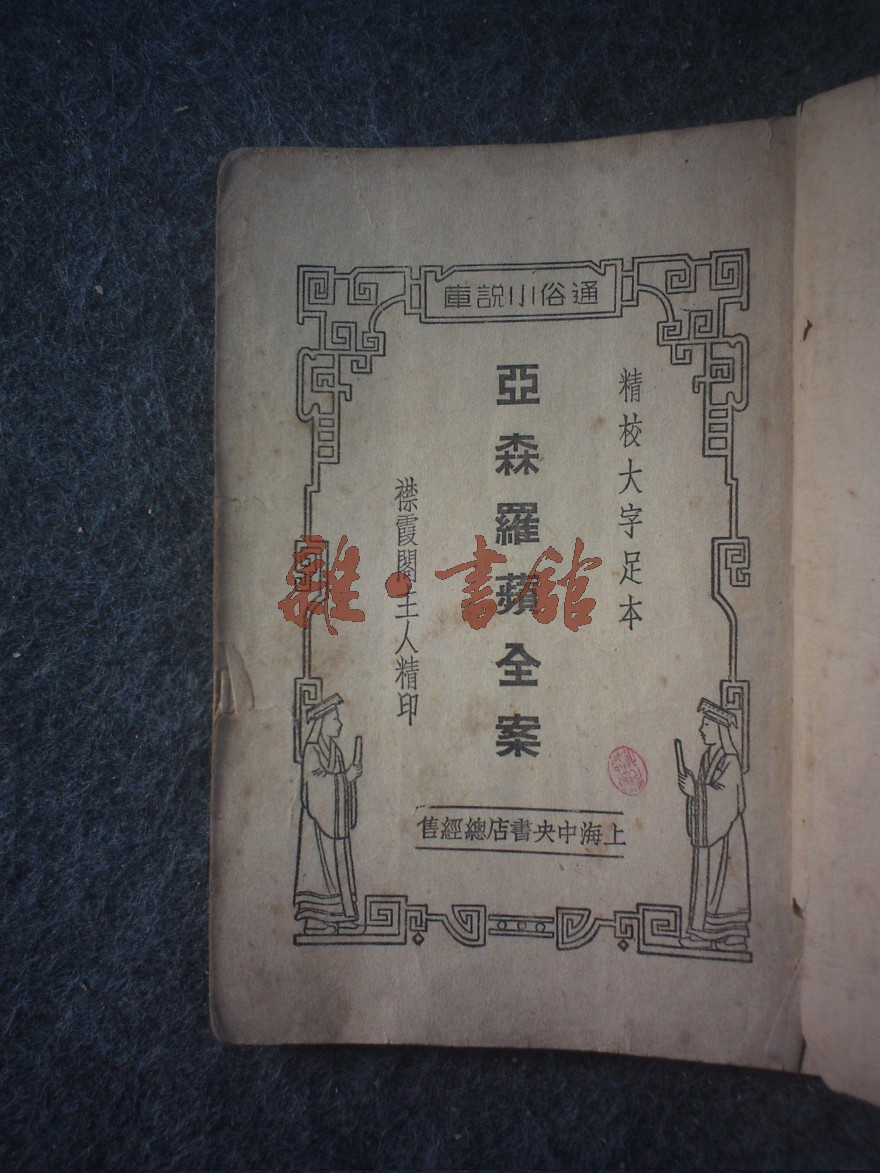 通俗小說庫
精校大字足本
亞森羅蘋全案
襟霞閣主人精印
上海中央書店總經售
雜·書館